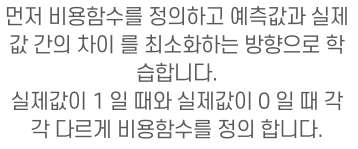 먼저 비용함수를 정의하고 예측값과 실제
값 간의 차이 를 최소화하는 방향으로 학
습합니다.
실제값이 1 일 때와 실제값이 0 일 때 각
각 다르게 비용함수를 정의 합니다.